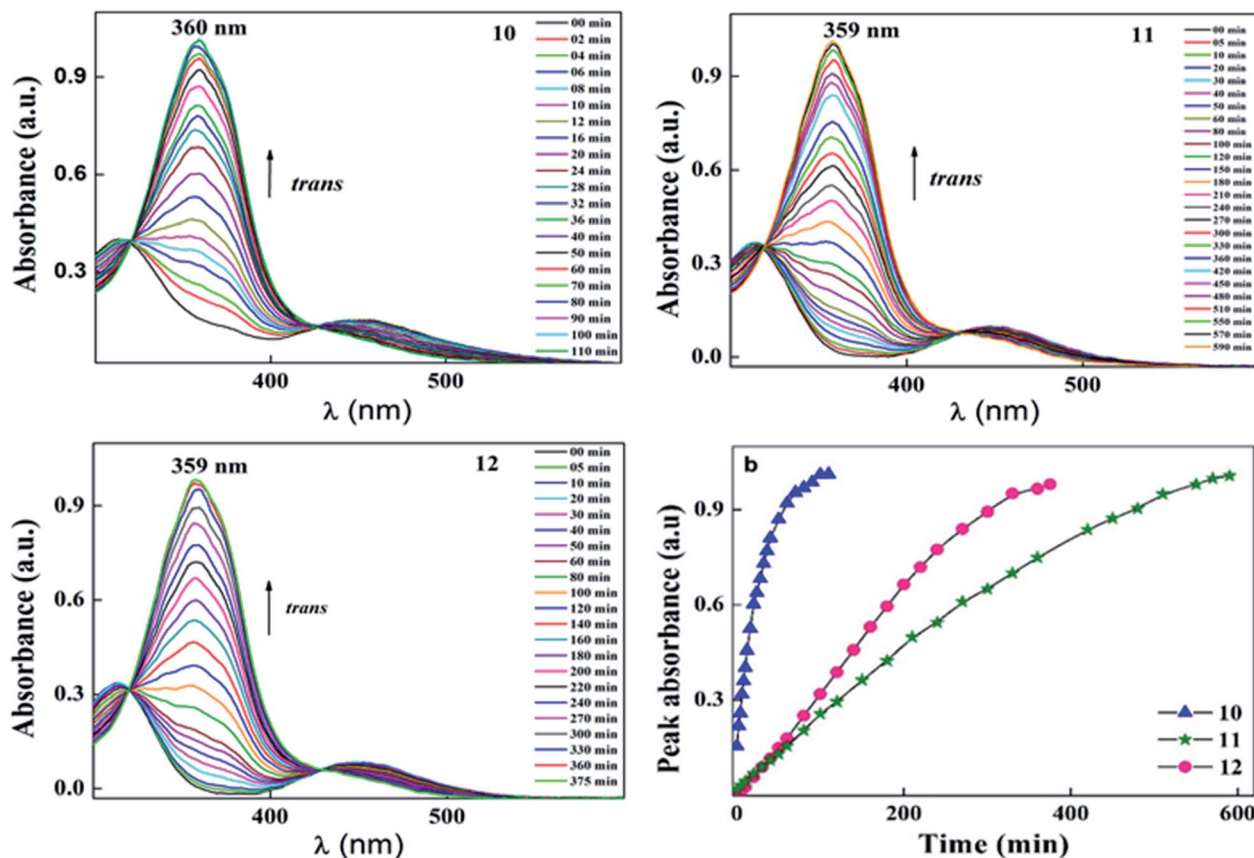 360 nm
10
00 min
02 min
04 min
06 min
08 min
10 min
12 min
16 min
20 min
24 min
28 min
32 min
36 min
40 min
50 min
60 min
70 min
80 min
90 min
100 min
110 min
trans
Absorbance (a.u.)
0.9
0.6
0.3
400
500
λ (nm)
359 nm
11
00 min
05 min
10 min
20 min
30 min
40 min
50 min
60 min
80 min
100 min
120 min
150 min
180 min
210 min
240 min
270 min
300 min
330 min
360 min
420 min
450 min
480 min
510 min
550 min
570 min
590 min
trans
Absorbance (a.u.)
0.9
0.6
0.3
0.0
400
500
λ (nm)
359 nm
12
00 min
05 min
10 min
20 min
30 min
40 min
50 min
60 min
80 min
100 min
120 min
140 min
160 min
180 min
200 min
220 min
240 min
270 min
300 min
330 min
360 min
375 min
trans
Absorbance (a.u.)
0.9
0.6
0.3
0.0
400
500
λ (nm)
b
Peak absorbance (a.u)
0.9
0.6
0.3
10
11
12
0
200
400
600
Time (min)